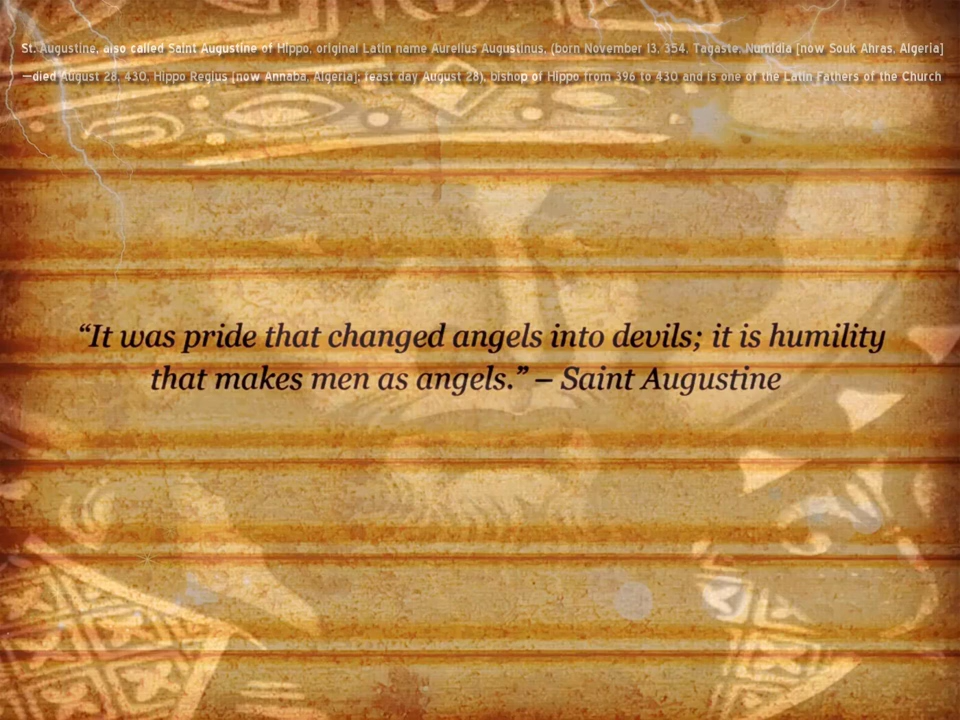 St. Augustine, also called Saint Augustine of Hippo, original Latin name Aurelius Augustinus, (born November 13, 354, Tagaste, Numidia [now Souk Ahras, Algeria]
—died August 28, 430, Hippo Regius [now Annaba, Algeria]; feast day August 28), bishop of Hippo from 396 to 430 and is one of the Latin Fathers of the Church
“It was pride that changed angels into devils; it is humility
that makes men as angels.” – Saint Augustine